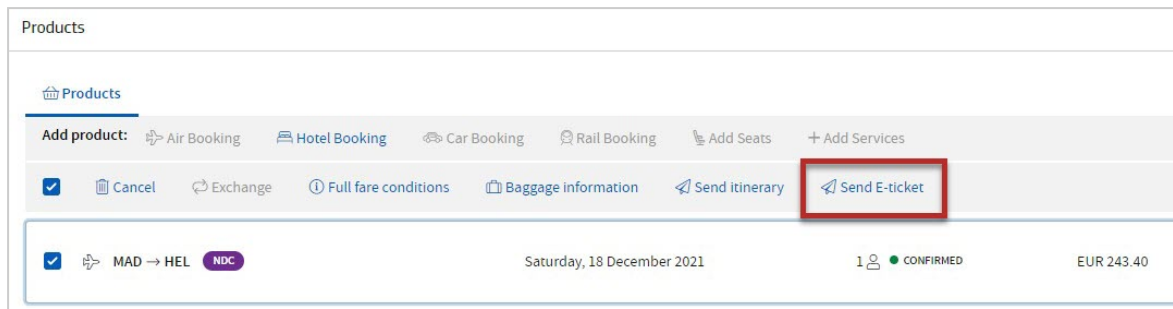 Products
Products
Add product: Air Booking Hotel Booking Car Booking Rail Booking Add Seats + Add Services
Cancel Exchange Full fare conditions Baggage information Send itinerary Send E-ticket
MAD → HEL NDC Saturday, 18 December 2021 1 CONFIRMED EUR 243.40